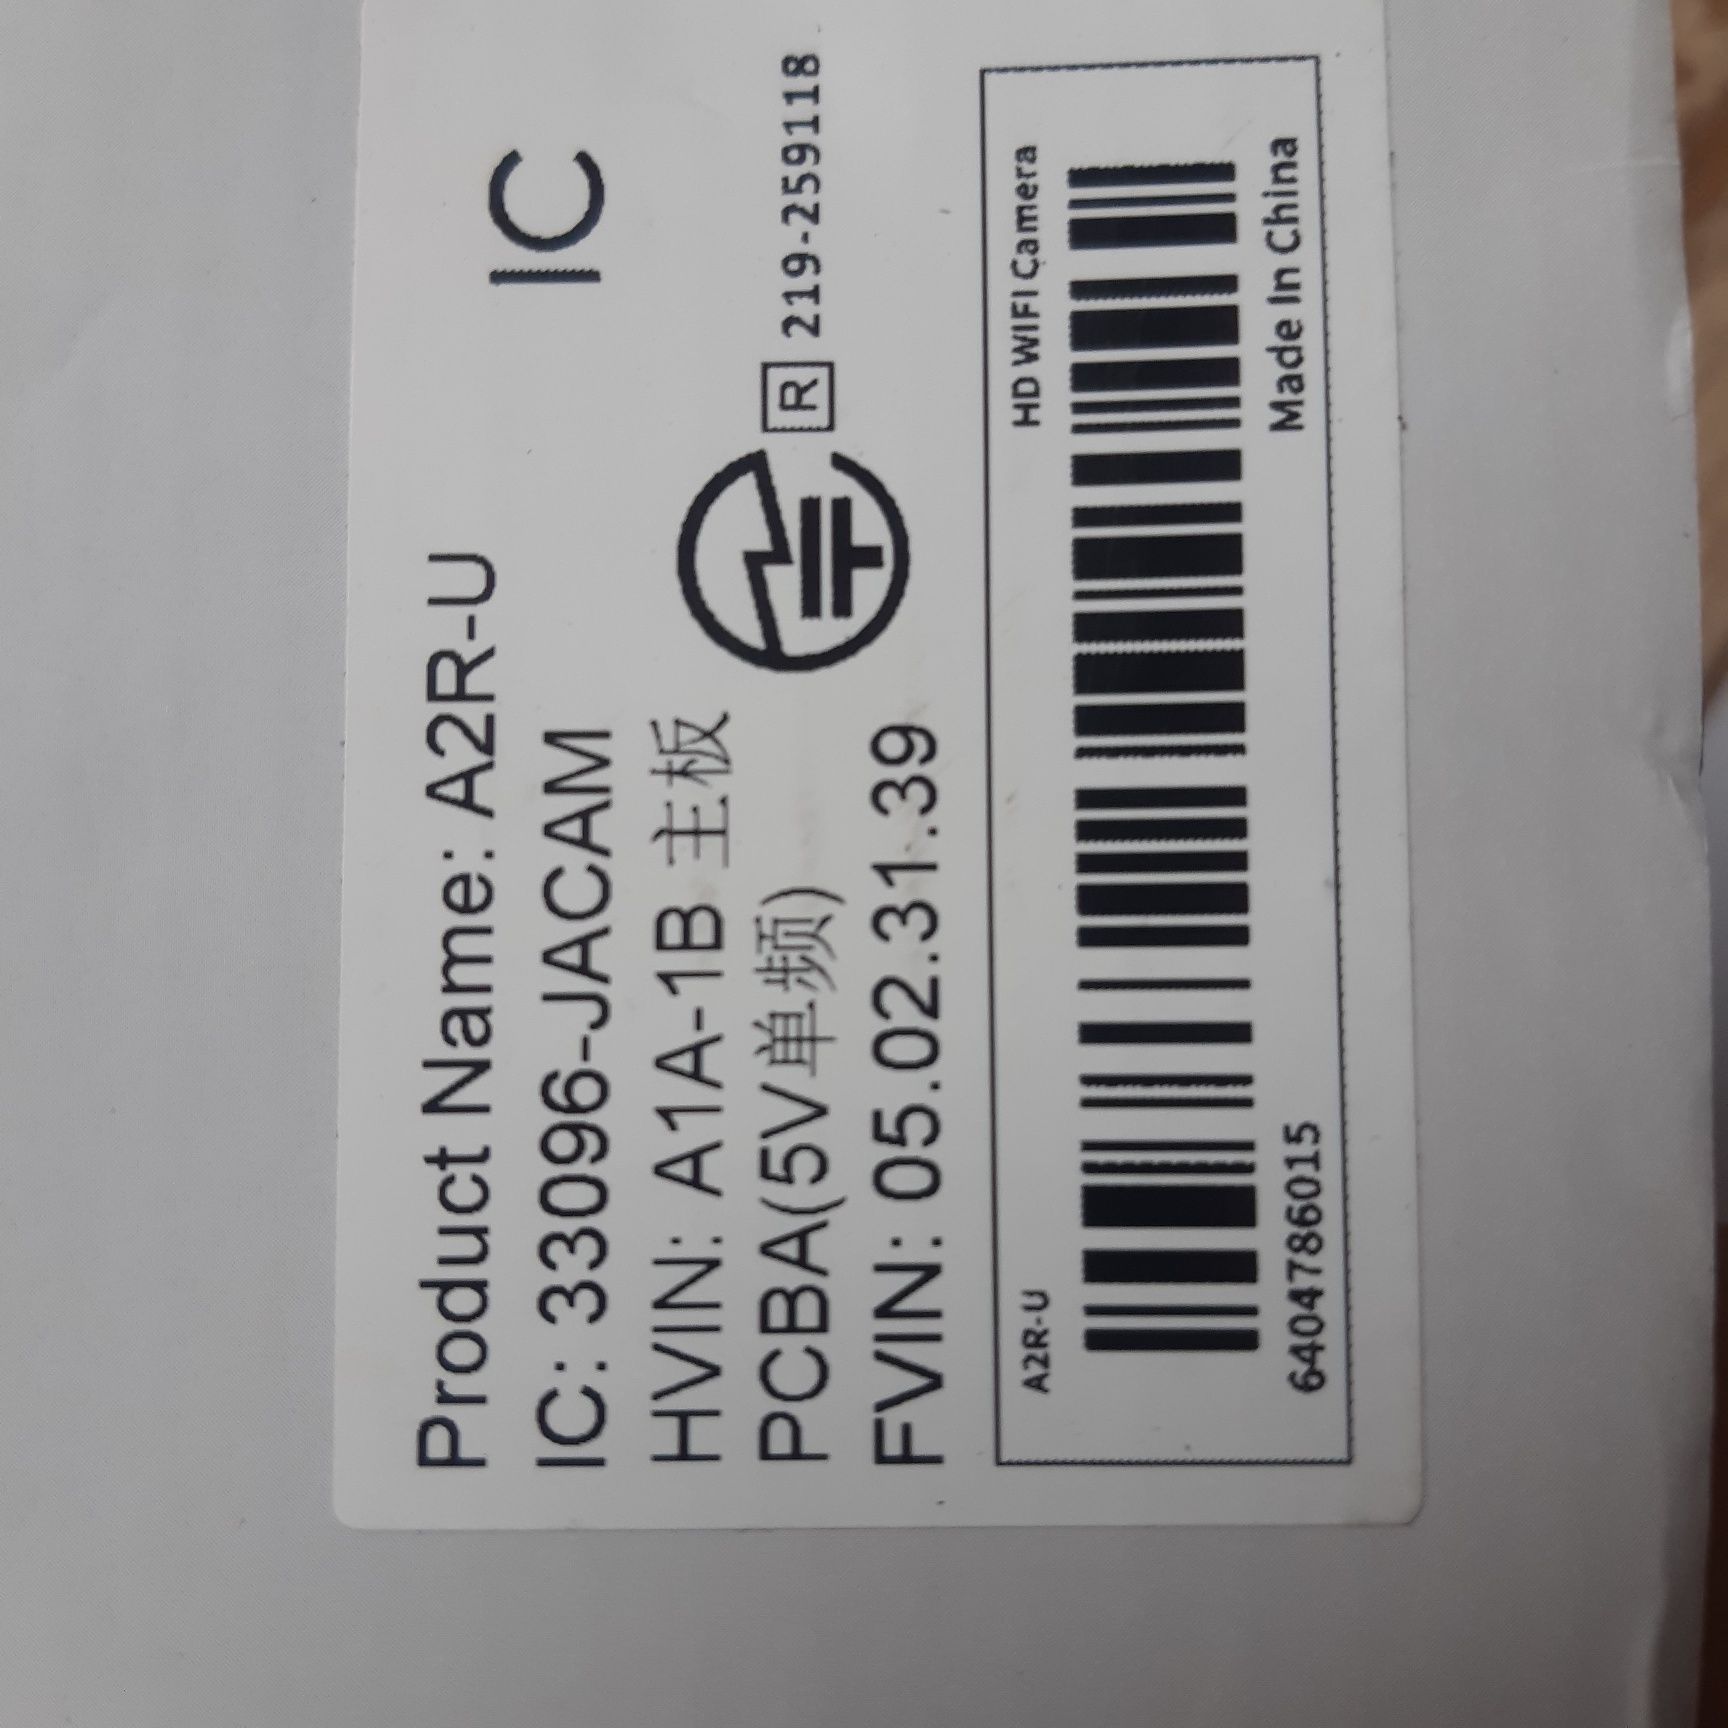 Product Name: A2R-U
IC: 33096-JACAM
IC
HVIN: A1A-1B 主板
PCBA(5V单频)
R 219-259118
FVIN: 05.02.31.39
A2R-U HD WIFI Camera
6404786015 Made In China